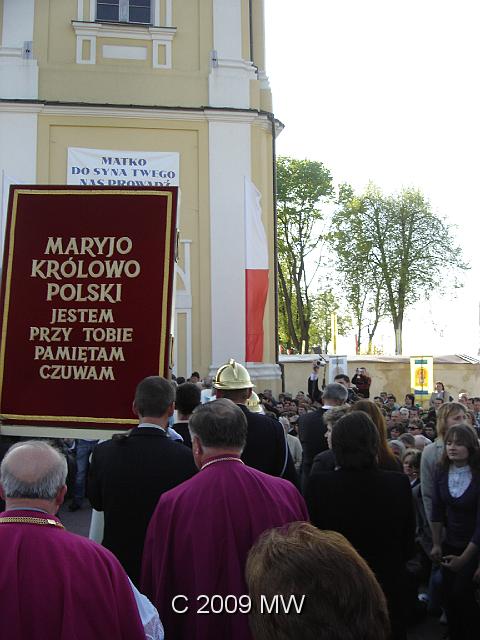 MATKO
DO SYNA TWEGO
NAS PROWADŹ
MARYJO
KRÓLOWO
POLSKI
JESTEM
PRZY TOBIE
PAMIĘTAM
CZUWAM
C 2009 MW